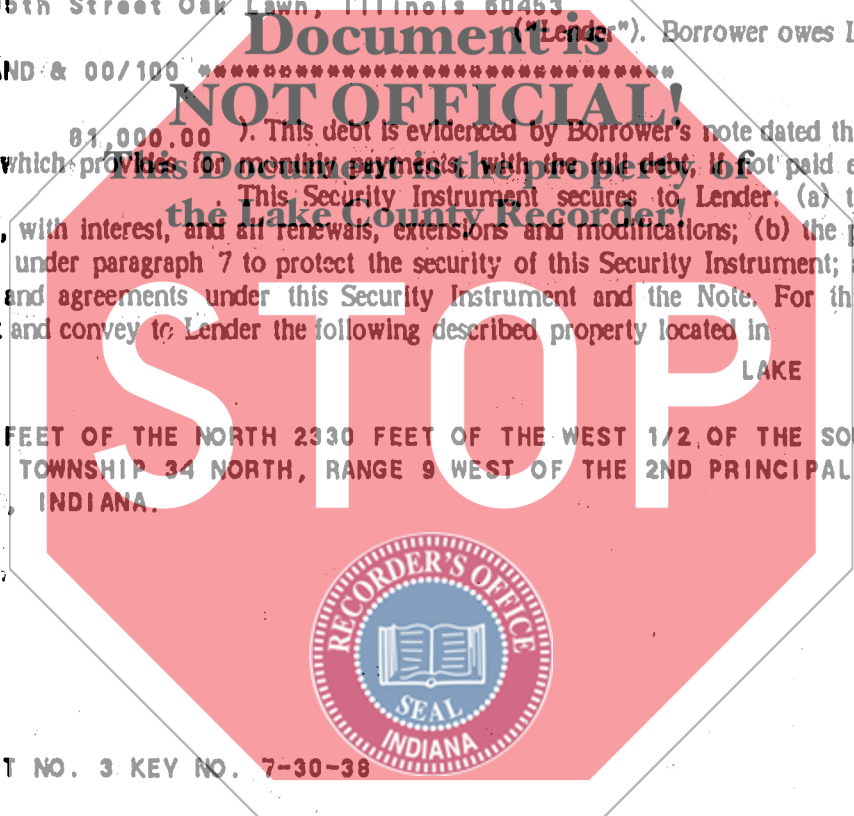 5th Street Oak Lawn, Illinois 60453
("Lender"). Borrower owes L
Document is
ND & 00/100 ************************************
NOT OFFICIAL!
81,000.00 ). This debt is evidenced by Borrower's note dated th
which provides for monthly payments, with the full debt, if not paid e
This Document is the property of
. This Security Instrument secures to Lender: (a) t
the Lake County Recorder!
, with interest, and all renewals, extensions and modifications; (b) the p
under paragraph 7 to protect the security of this Security Instrument;
and agreements under this Security Instrument and the Note. For th
and convey to Lender the following described property located in
LAKE
STOP
FEET OF THE NORTH 2330 FEET OF THE WEST 1/2 OF THE SO
TOWNSHIP 34 NORTH, RANGE 9 WEST OF THE 2ND PRINCIPAL
, INDIANA.
RECORDER'S OFFICE
SEAL
INDIANA
T NO. 3 KEY NO. 7-30-38